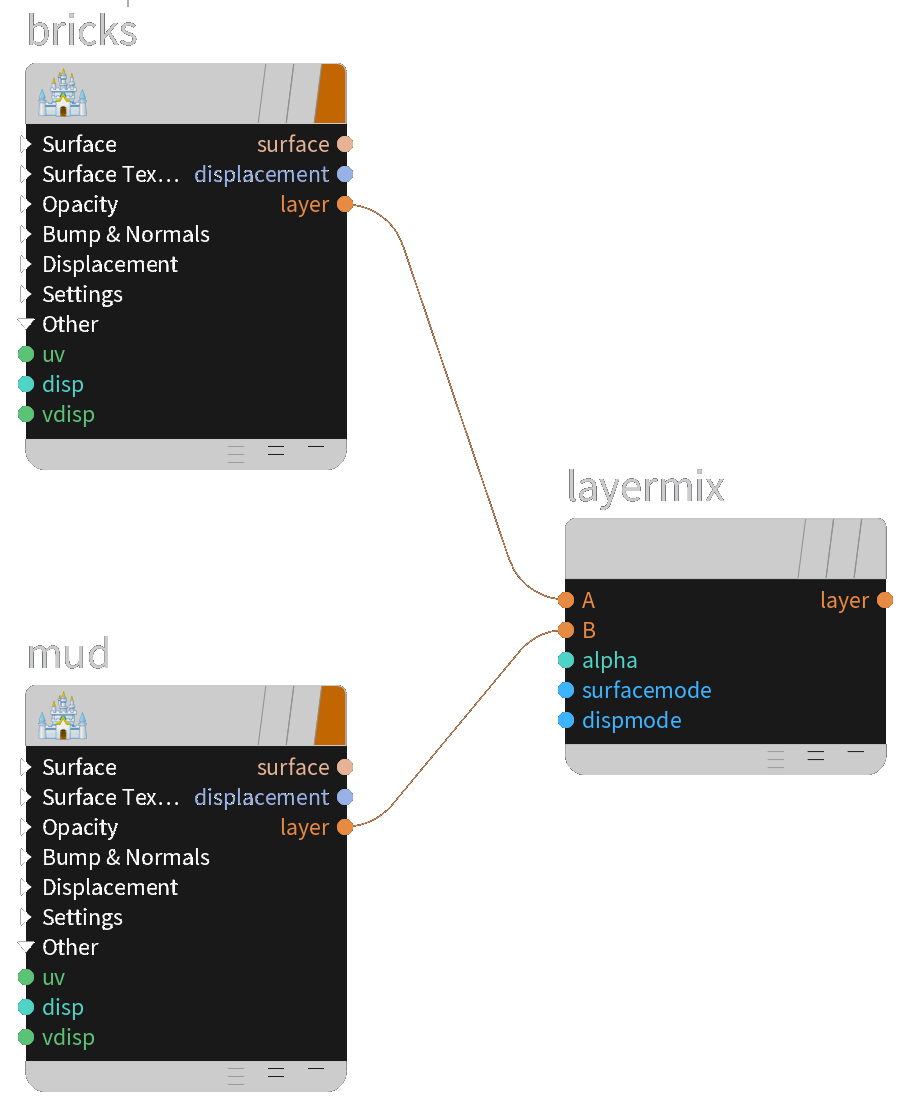 bricks
Surface surface
Surface Tex... displacement
Opacity layer
Bump & Normals
Displacement
Settings
Other
uv
disp
vdisp
layermix
A layer
B
alpha
surfacemode
dispmode
mud
Surface surface
Surface Tex... displacement
Opacity layer
Bump & Normals
Displacement
Settings
Other
uv
disp
vdisp